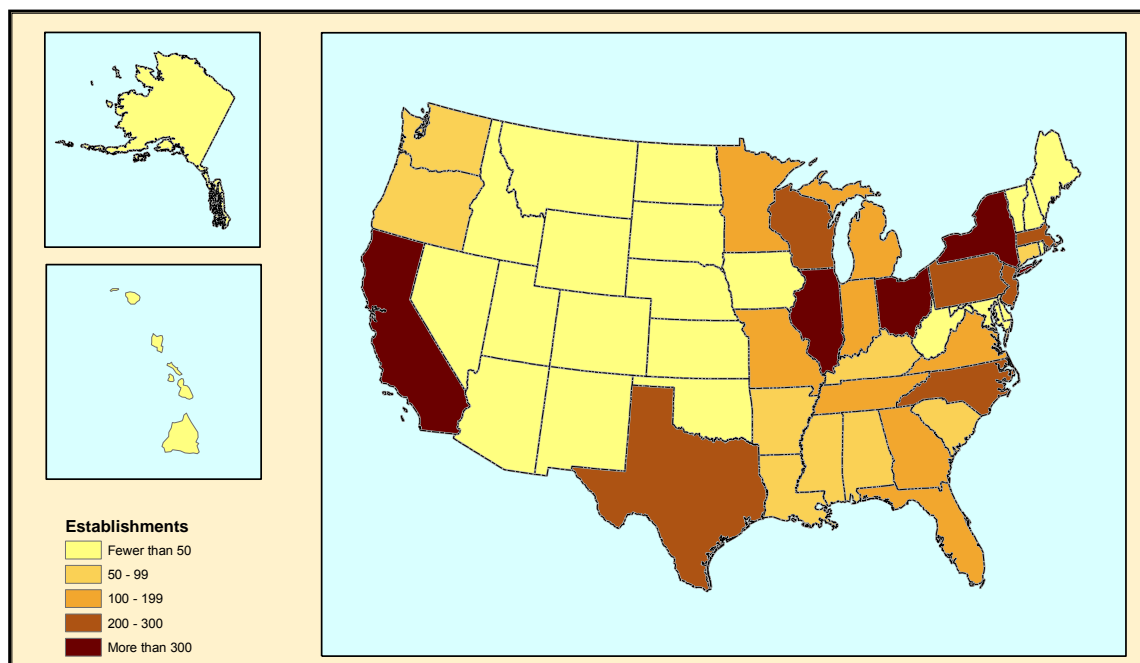 Establishments
Fewer than 50
50 - 99
100 - 199
200 - 300
More than 300